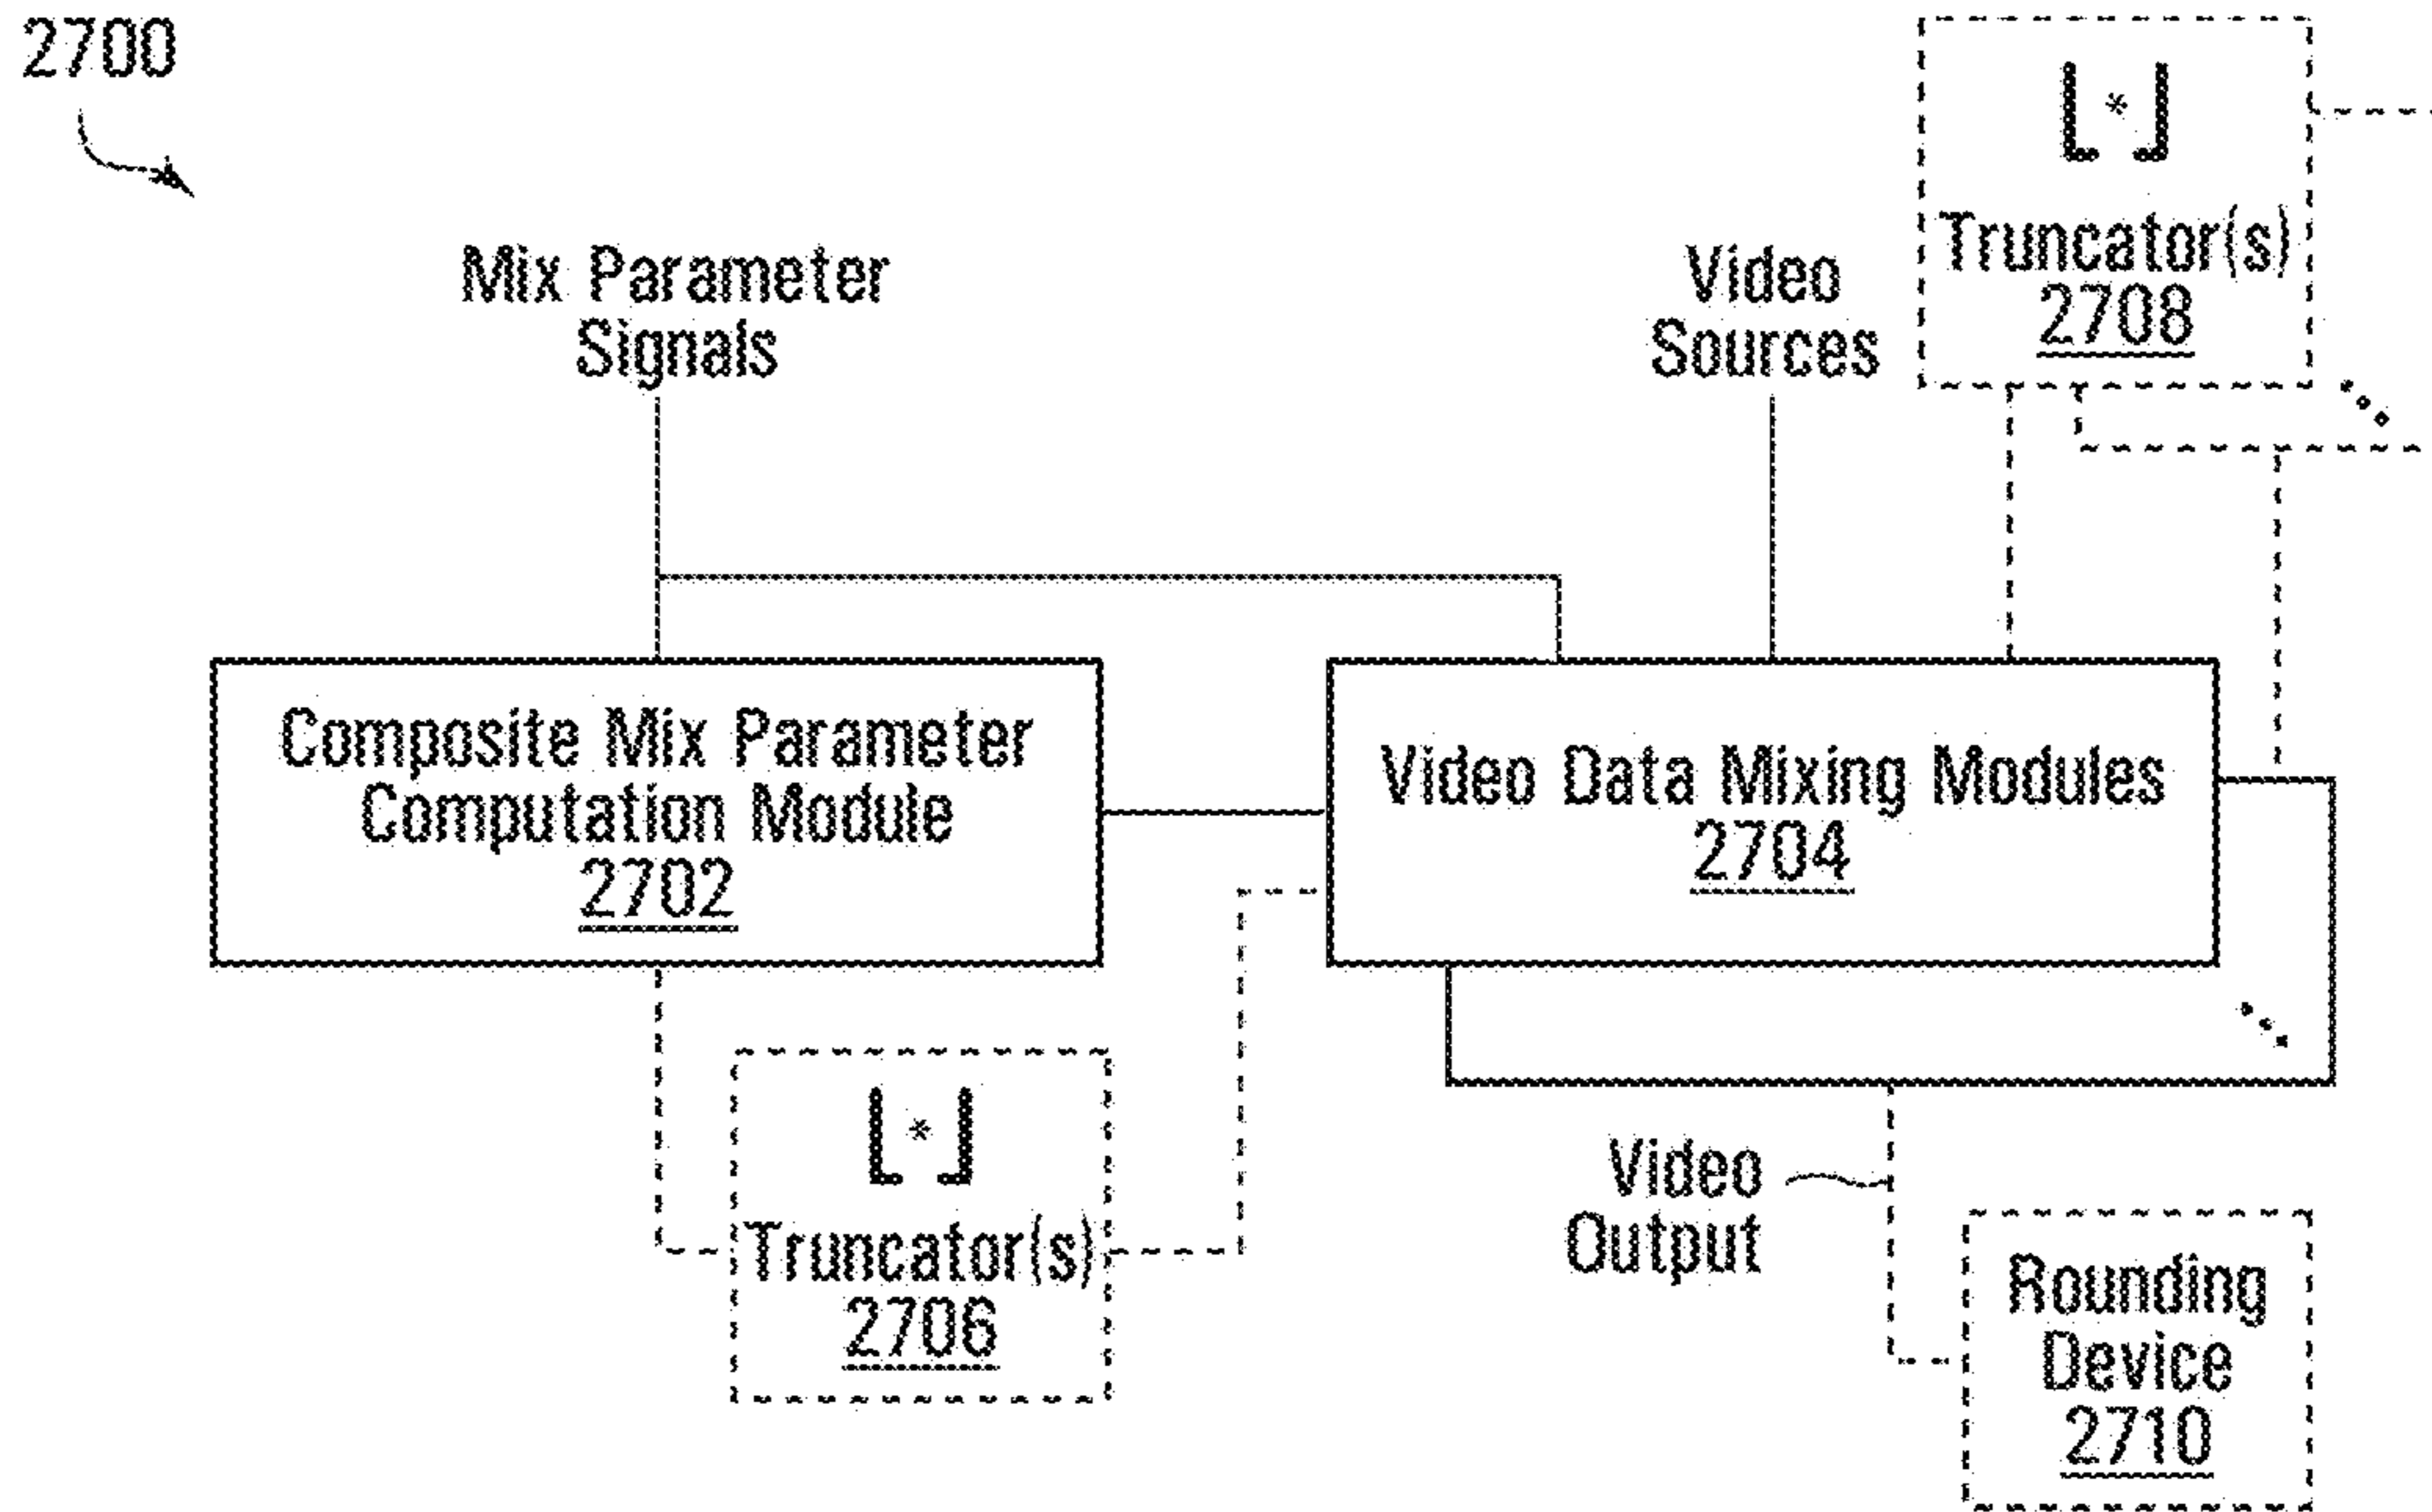 2700
Mix Parameter
Signals
Video
Sources
⌊*⌋
Truncator(s)
2708
Composite Mix Parameter
Computation Module
2702
Video Data Mixing Modules
2704
⌊*⌋
Truncator(s)
2706
Video
Output
Rounding
Device
2710